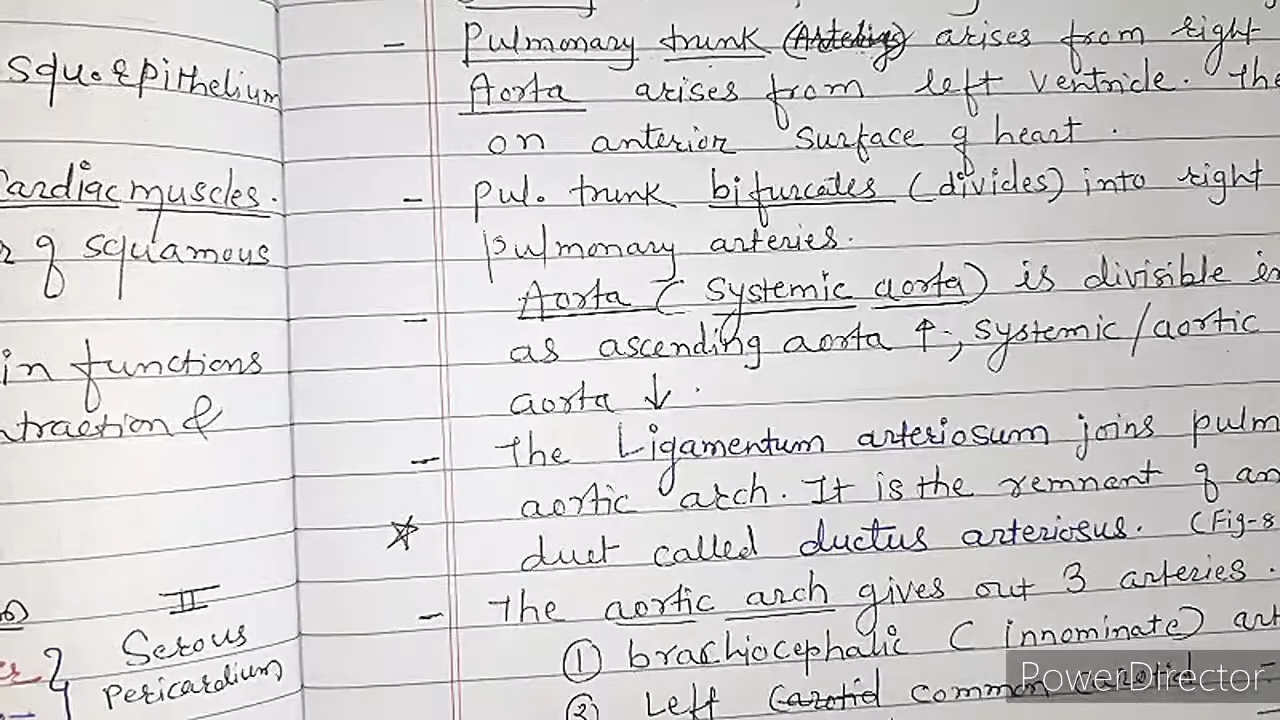 squ. Epithelium
Cardiac muscles.
of squamous
in functions
&
II
Serous
Pericardium
- Pulmonary trunk arises from right
Aorta arises from left ventricle. The
on anterior surface of heart.
- Pul. trunk bifurcates (divides) into right
pulmonary arteries.
- Aorta (systemic aorta) is divisible
as ascending aorta ↑, systemic/aortic
aorta ↓.
- The Ligamentum arteriosum joins pulm
aortic arch. It is the remnant of an
☆ duct called ductus arteriosus. (Fig-8
- The aortic arch gives out 3 arteries.
① brachiocephalic (innominate) art
② Left carotid common carotid
PowerDirector